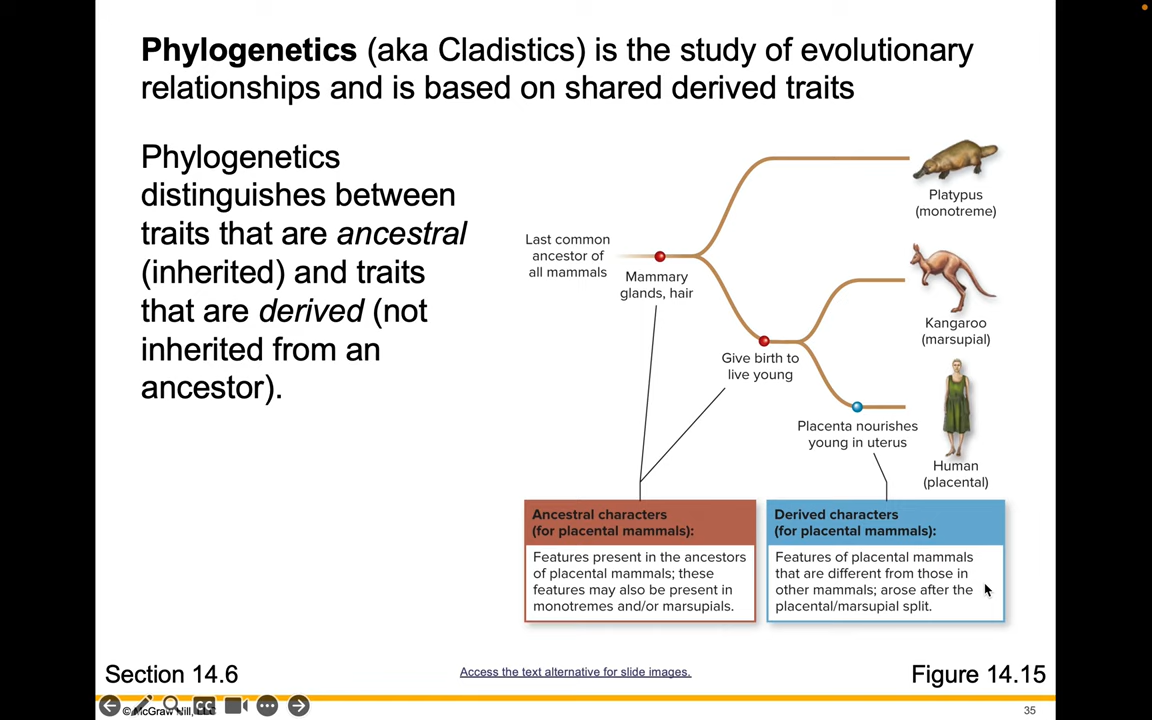 Phylogenetics (aka Cladistics) is the study of evolutionary
relationships and is based on shared derived traits
Phylogenetics
distinguishes between
traits that are ancestral
(inherited) and traits
that are derived (not
inherited from an
ancestor).
Platypus
(monotreme)
Last common
ancestor of
all mammals
Mammary
glands, hair
Kangaroo
(marsupial)
Give birth to
live young
Placenta nourishes
young in uterus
Human
(placental)
Ancestral characters
(for placental mammals):
Features present in the ancestors
of placental mammals; these
features may also be present in
monotremes and/or marsupials.
Derived characters
(for placental mammals):
Features of placental mammals
that are different from those in
other mammals; arose after the
placental/marsupial split.
Section 14.6
Access the text alternative for slide images.
Figure 14.15
© McGraw Hill, LLC
CC
35